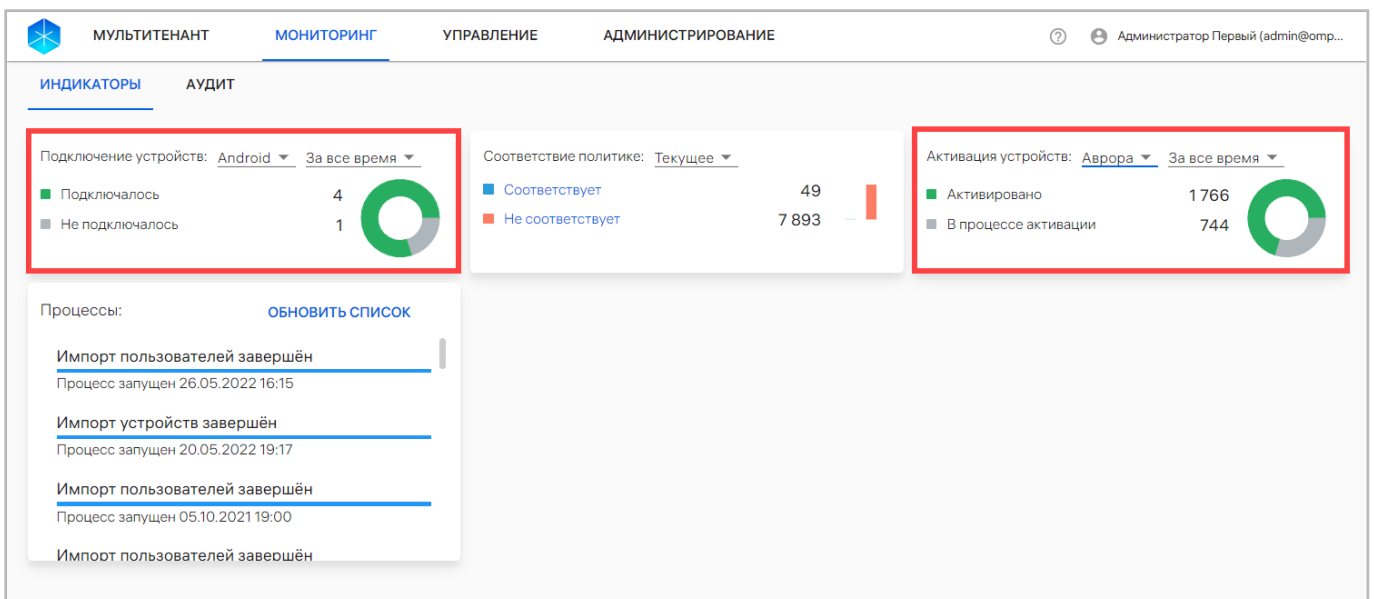 МУЛЬТИТЕНАНТ МОНИТОРИНГ УПРАВЛЕНИЕ АДМИНИСТРИРОВАНИЕ ? Администратор Первый (admin@omp...
ИНДИКАТОРЫ АУДИТ
Подключение устройств: Android За все время
Подключалось 4
Не подключалось 1
Соответствие политике: Текущее
Соответствует 49
Не соответствует 7 893
Активация устройств: Аврора За все время
Активировано 1 766
В процессе активации 744
Процессы: ОБНОВИТЬ СПИСОК
Импорт пользователей завершён
Процесс запущен 26.05.2022 16:15
Импорт устройств завершён
Процесс запущен 20.05.2022 19:17
Импорт пользователей завершён
Процесс запущен 05.10.2021 19:00
Импорт пользователей завершён